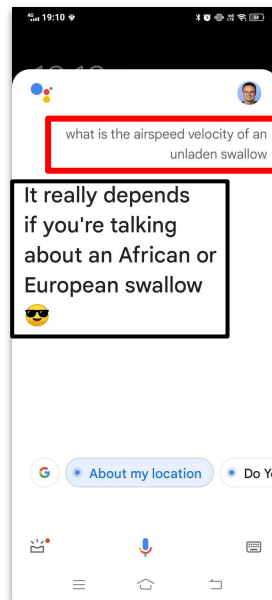 19:10
what is the airspeed velocity of an
unladen swallow
It really depends
if you're talking
about an African or
European swallow
😎
G
About my location
Do Yo